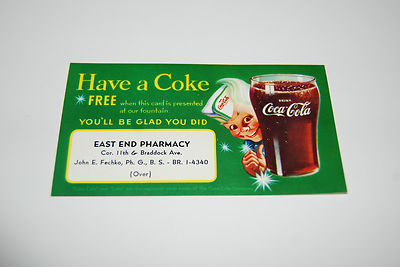 Have a Coke
FREE when this card is presented
at our fountain
YOU'LL BE GLAD YOU DID
EAST END PHARMACY
Cor. 11th & Braddock Ave.
John E. Fechko, Ph. G., B. S. - BR. 1-4340
(Over)
DRINK
Coca-Cola